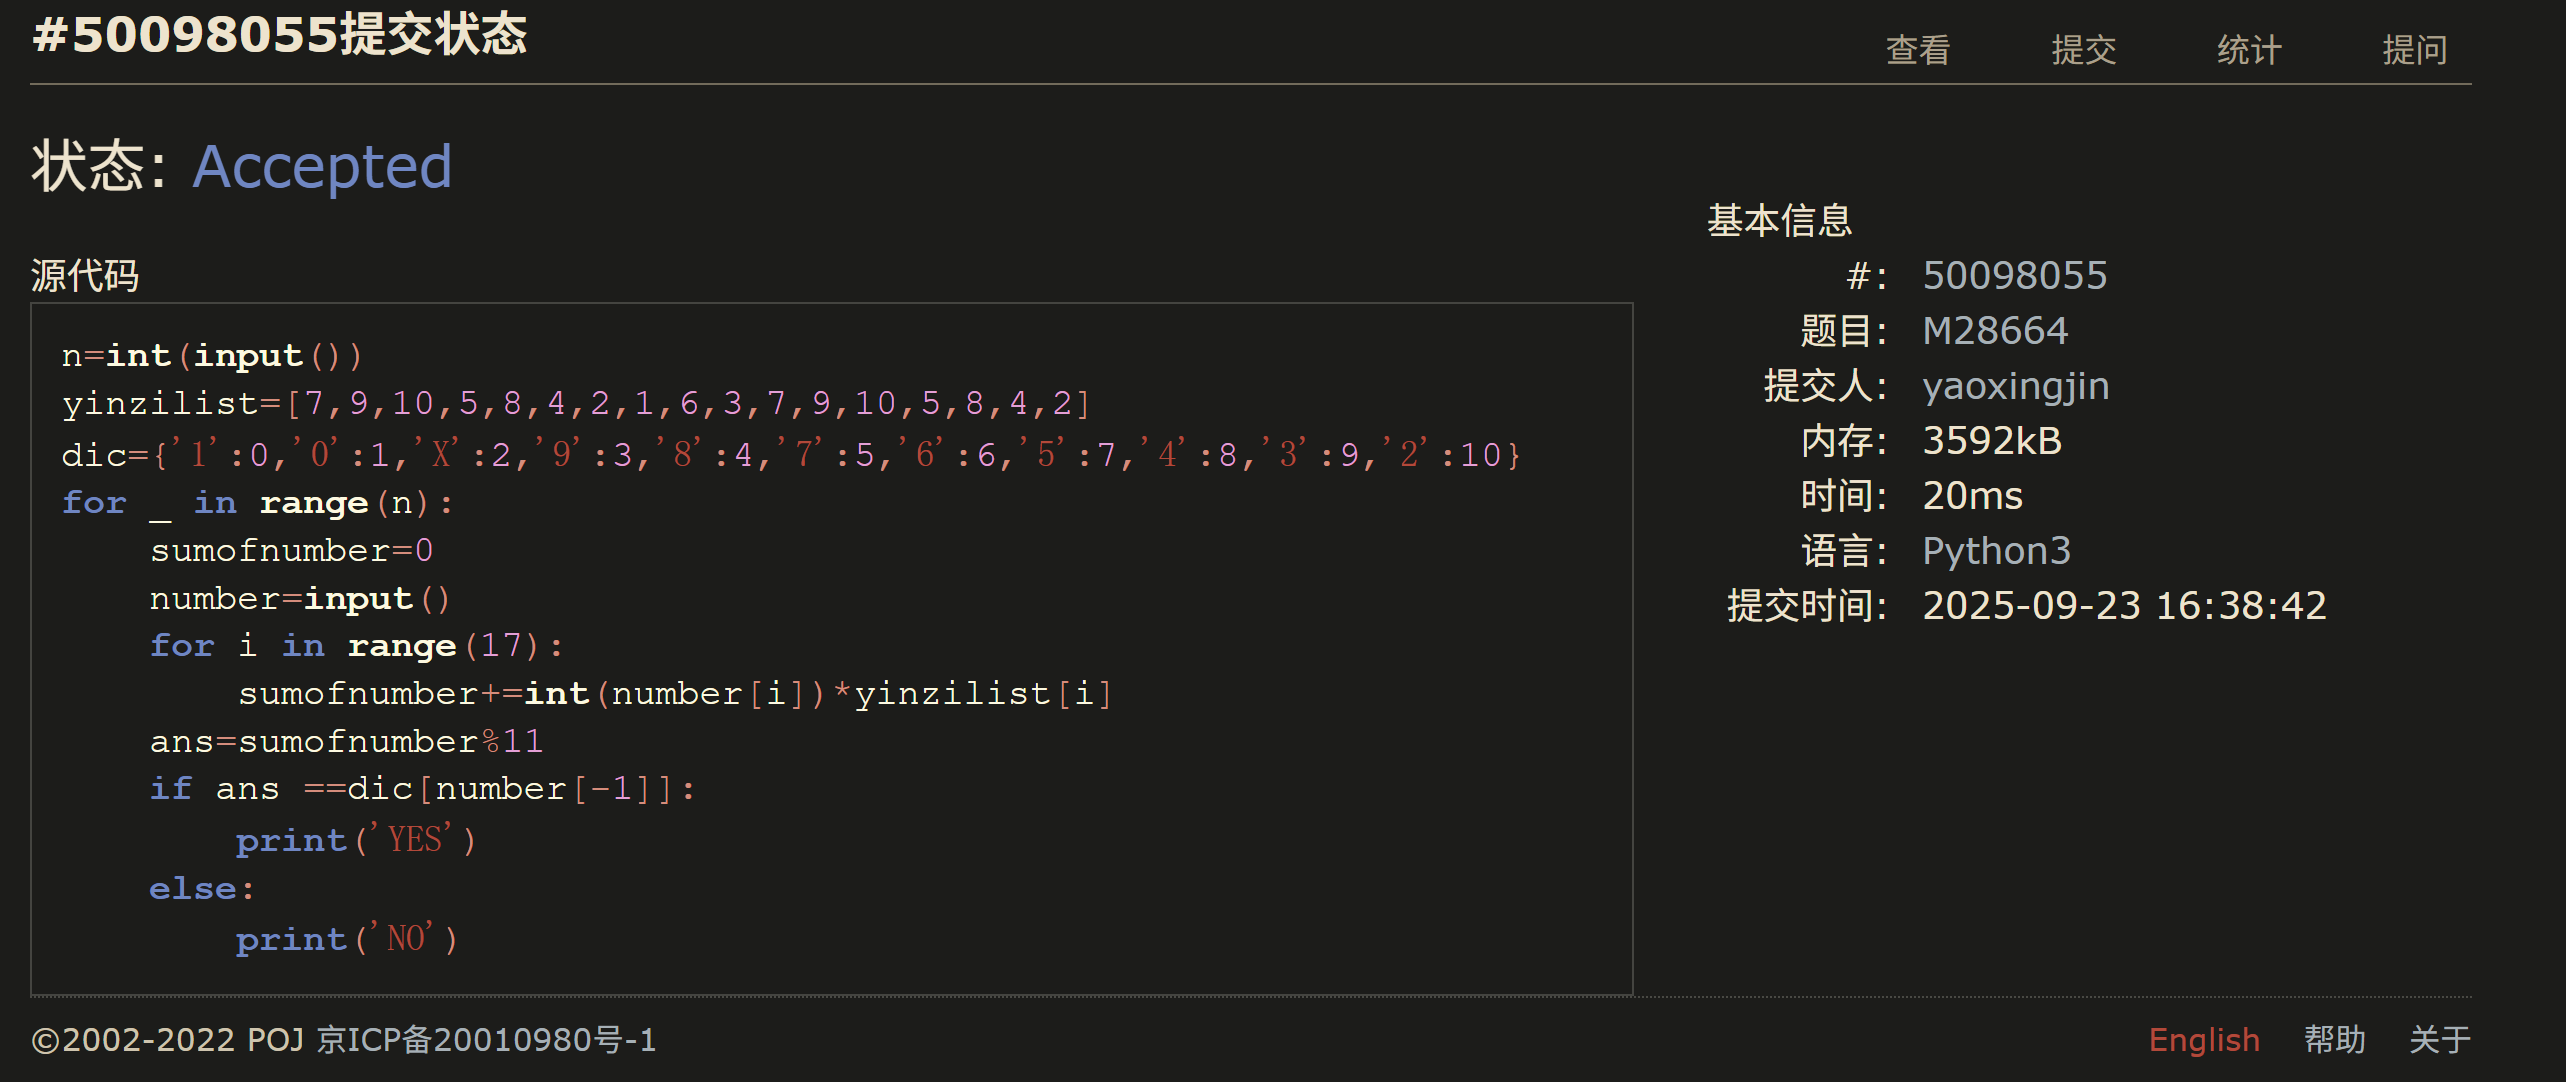 #50098055提交状态
查看 提交 统计 提问
状态: Accepted
源代码
n=int(input())
yinzilist=[7,9,10,5,8,4,2,1,6,3,7,9,10,5,8,4,2]
dic={'1':0,'0':1,'X':2,'9':3,'8':4,'7':5,'6':6,'5':7,'4':8,'3':9,'2':10}
for _ in range(n):
    sumofnumber=0
    number=input()
    for i in range(17):
        sumofnumber+=int(number[i])*yinzilist[i]
    ans=sumofnumber%11
    if ans ==dic[number[-1]]:
        print('YES')
    else:
        print('NO')
基本信息
#: 50098055
题目: M28664
提交人: yaoxingjin
内存: 3592kB
时间: 20ms
语言: Python3
提交时间: 2025-09-23 16:38:42
©2002-2022 POJ 京ICP备20010980号-1
English 帮助 关于